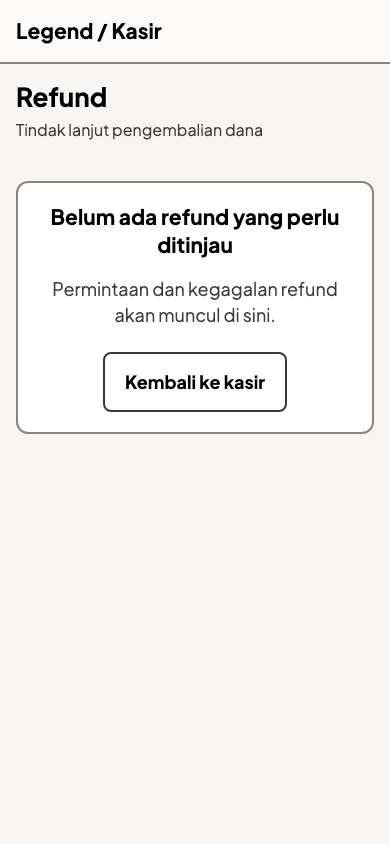 Legend / Kasir
Refund
Tindak lanjut pengembalian dana
Belum ada refund yang perlu
ditinjau
Permintaan dan kegagalan refund
akan muncul di sini.
Kembali ke kasir